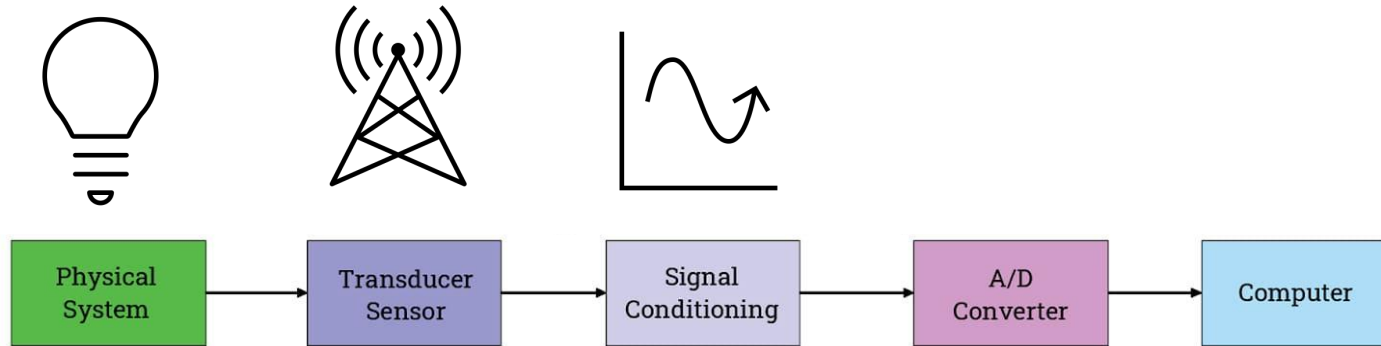 Physical
System
Transducer
Sensor
Signal
Conditioning
A/D
Converter
Computer